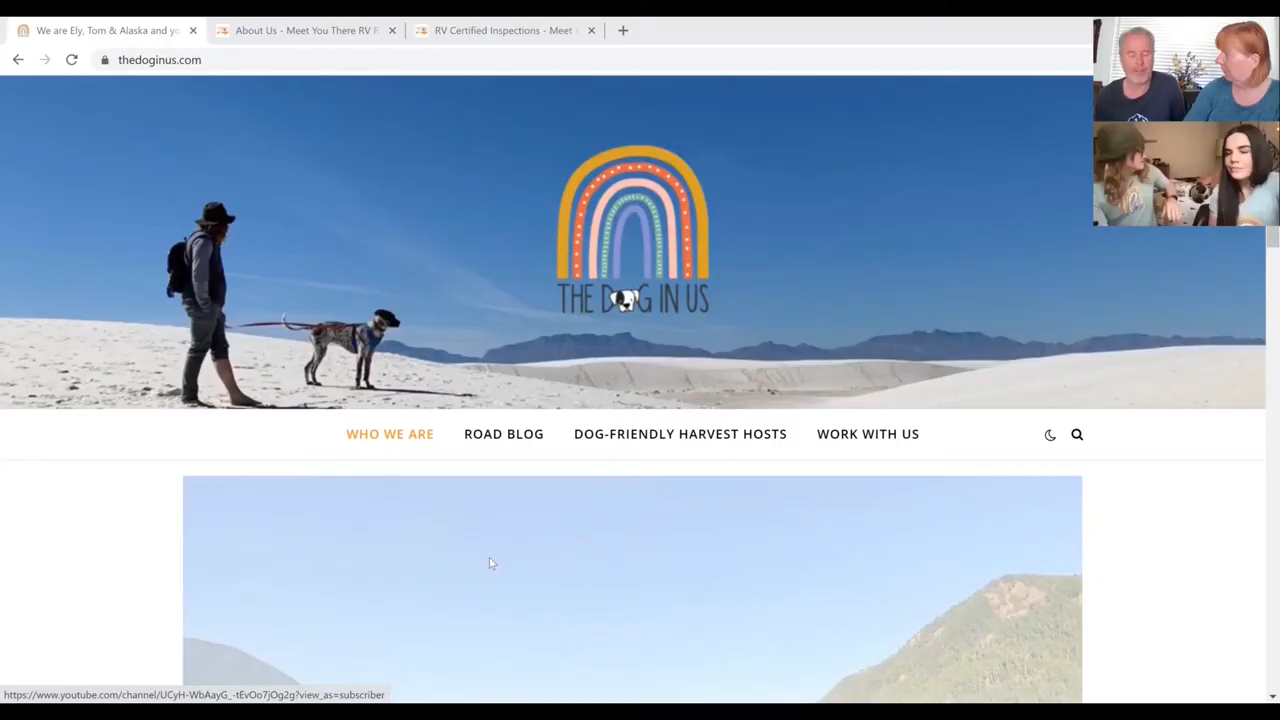 We are Ely, Tom & Alaska and yo
About Us - Meet You There RV R
RV Certified Inspections - Meet
thedoginus.com
THE DOG IN US
WHO WE ARE
ROAD BLOG
DOG-FRIENDLY HARVEST HOSTS
WORK WITH US
https://www.youtube.com/channel/UCyH-WbAayG_-tEvOo7jOg2g?view_as=subscriber